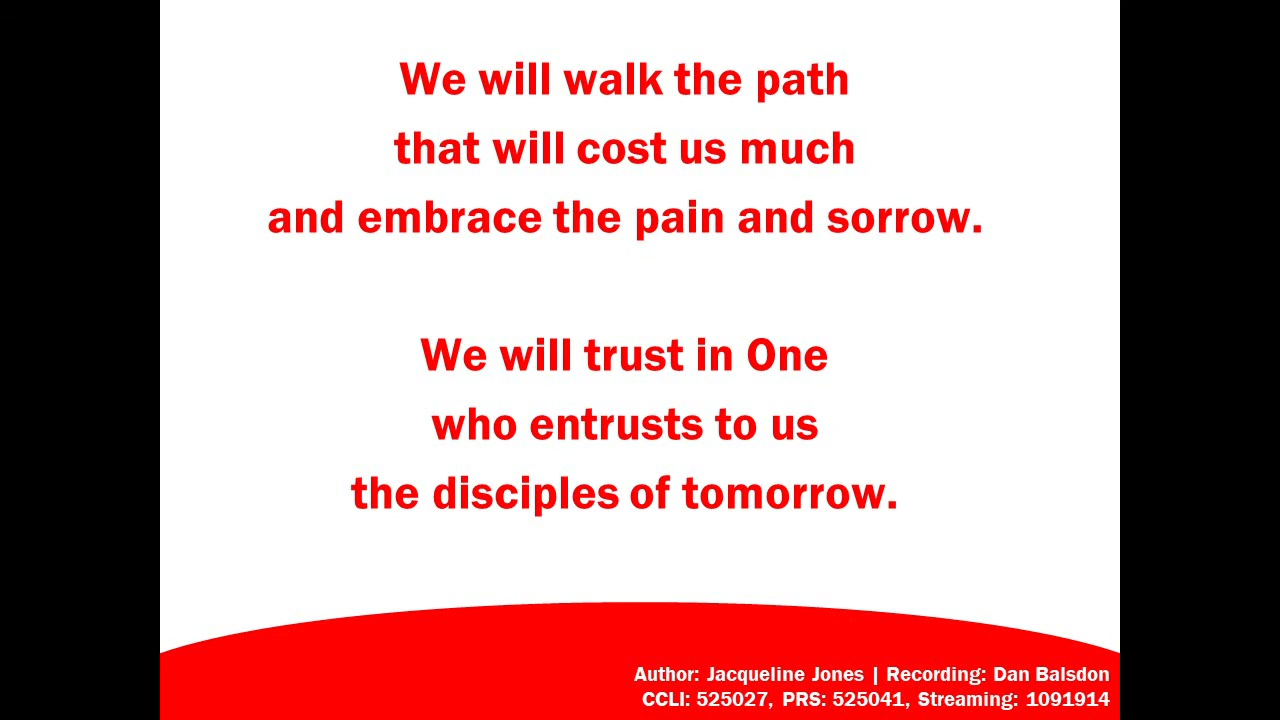 We will walk the path
that will cost us much
and embrace the pain and sorrow.
We will trust in One
who entrusts to us
the disciples of tomorrow.
Author: Jacqueline Jones | Recording: Dan Balsdon
CCLI: 525027, PRS: 525041, Streaming: 1091914